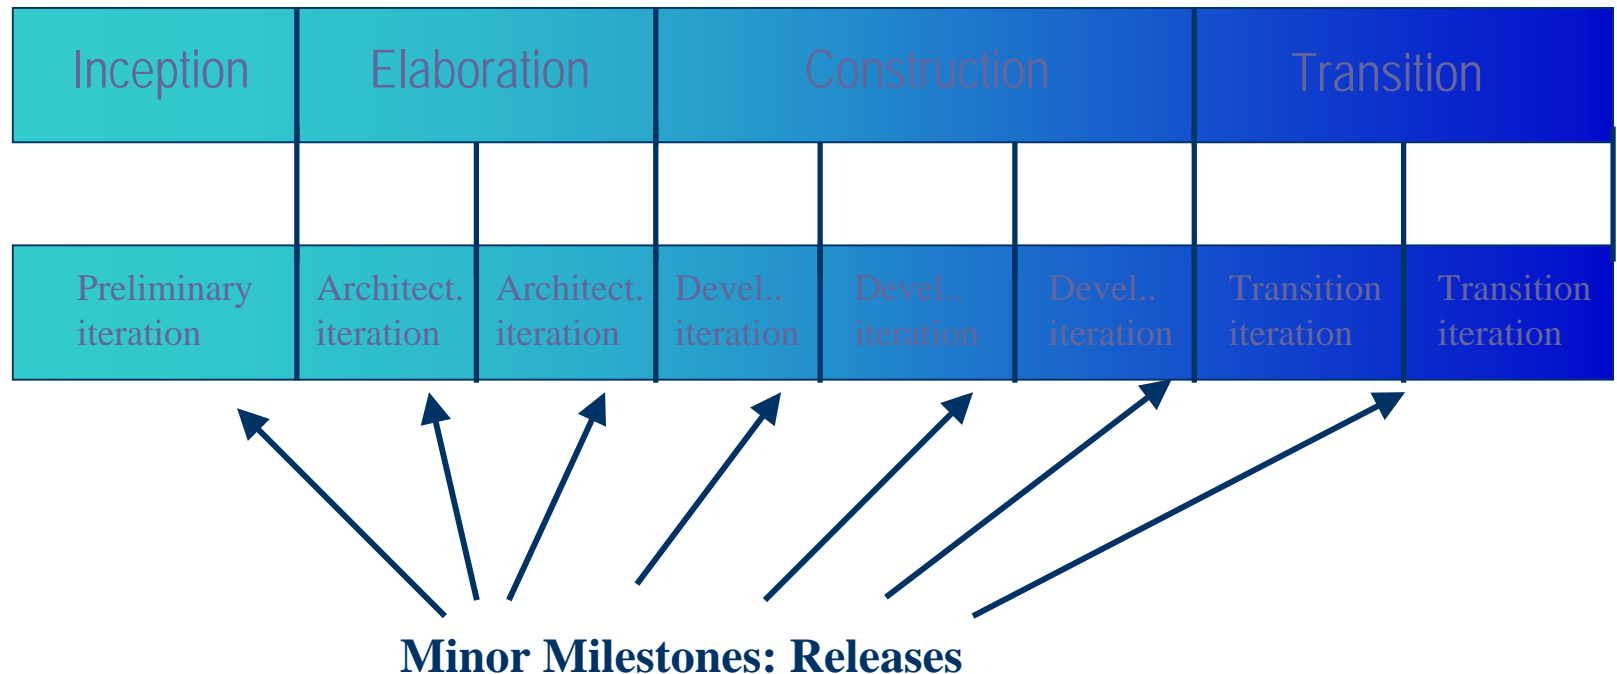 Inception Elaboration Construction Transition
Preliminary Architect. Architect. Devel.. Devel.. Devel.. Transition Transition
iteration iteration iteration iteration iteration iteration iteration iteration
Minor Milestones: Releases